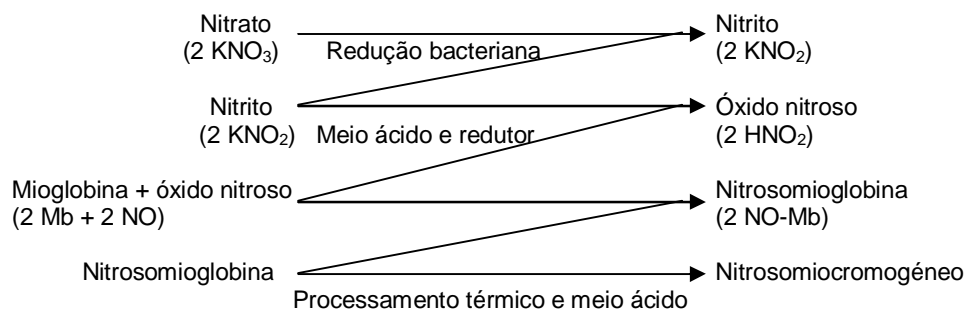 Nitrato
(2 KNO₃)
Redução bacteriana
Nitrito
(2 KNO₂)
Nitrito
(2 KNO₂)
Meio ácido e redutor
Óxido nitroso
(2 HNO₂)
Mioglobina + óxido nitroso
(2 Mb + 2 NO)
Nitrosomioglobina
(2 NO-Mb)
Nitrosomioglobina
Nitrosomiocromogéneo
Processamento térmico e meio ácido